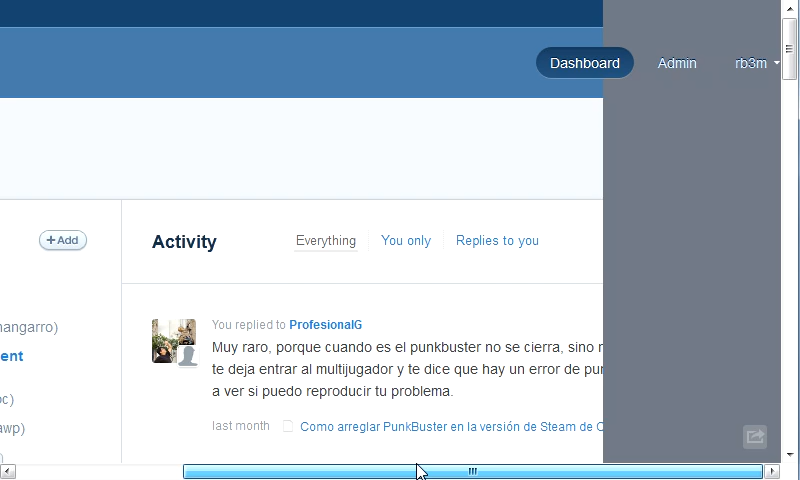 Dashboard
Admin
rb3m
+Add
Activity
Everything
You only
Replies to you
nangarro)
ent
oc)
awp)
You replied to ProfesionalG
Muy raro, porque cuando es el punkbuster no se cierra, sino
te deja entrar al multijugador y te dice que hay un error de
a ver si puedo reproducir tu problema.
last month
Como arreglar PunkBuster en la versión de Steam de